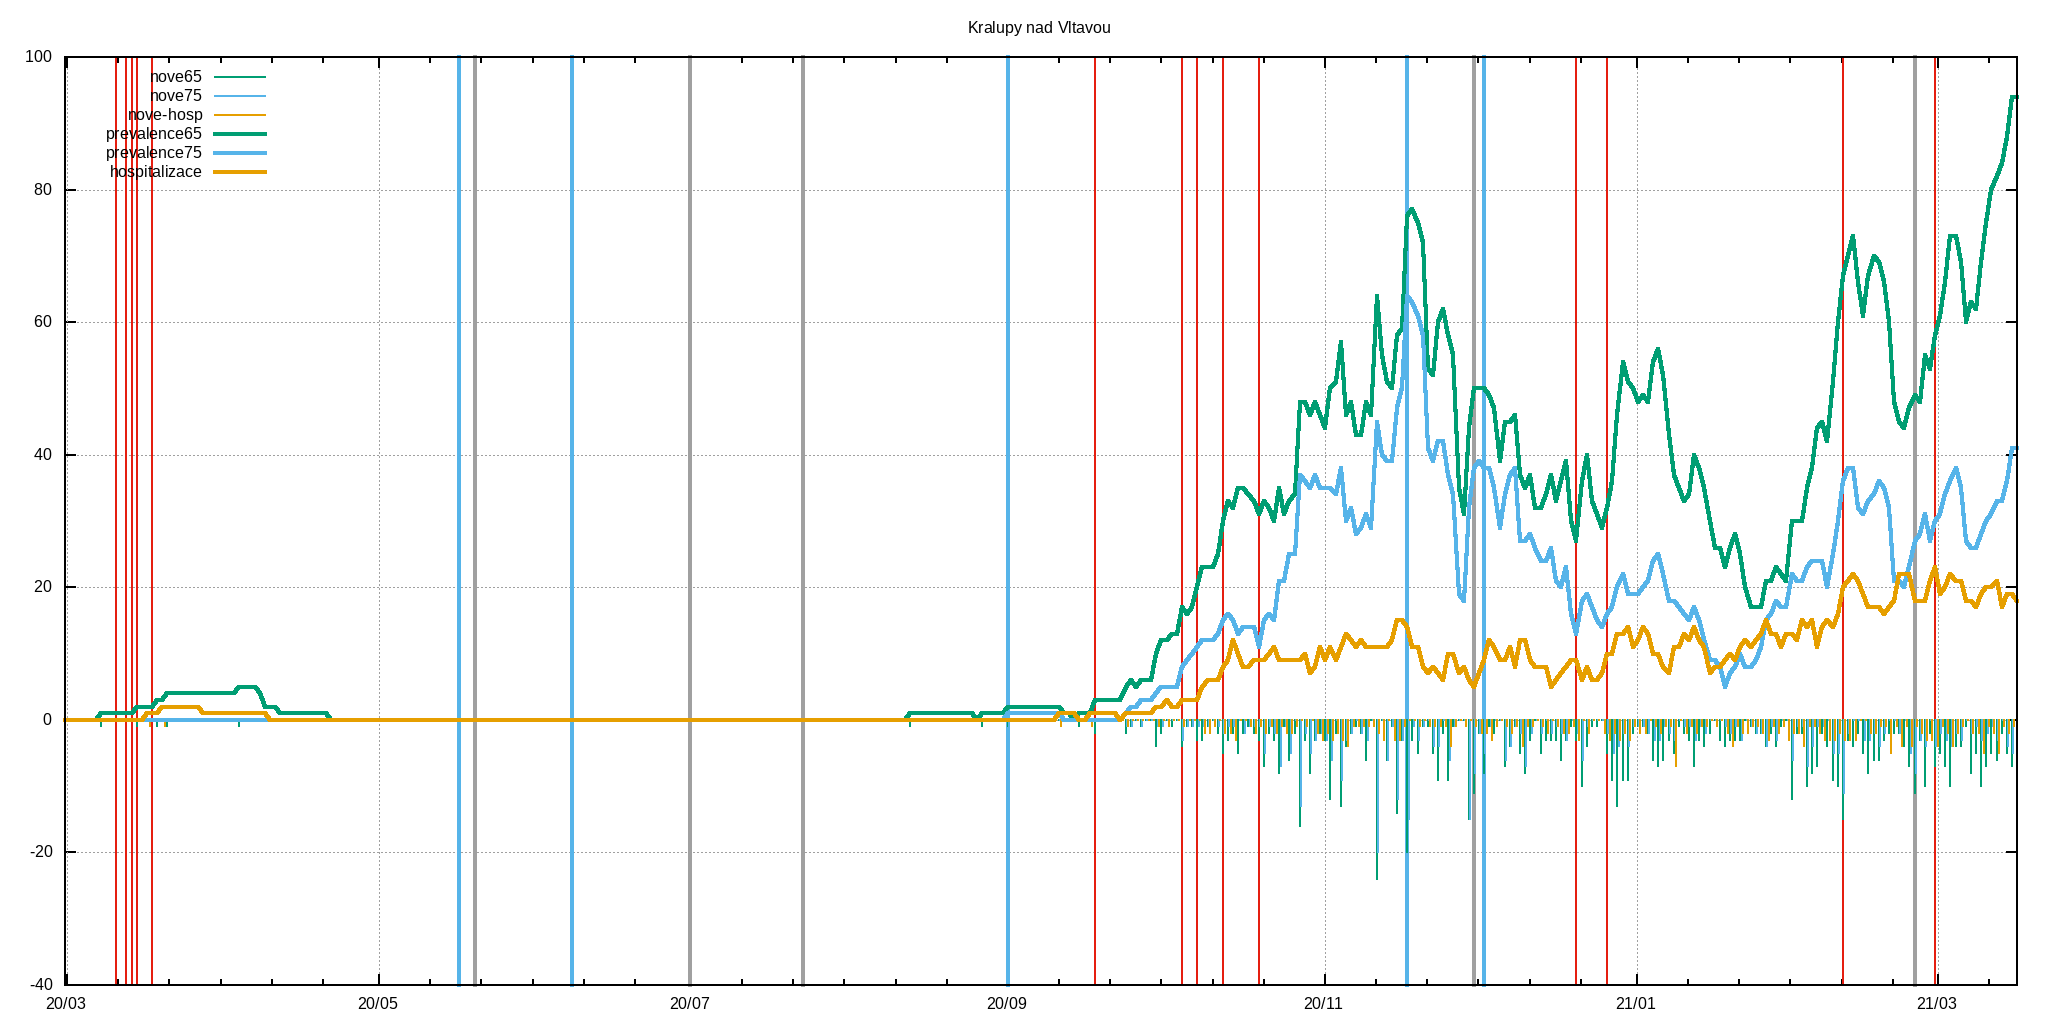 Kralupy nad Vltavou
100
80
60
40
20
0
-20
-40
nove65
nove75
nove-hosp
prevalence65
prevalence75
hospitalizace
20/03 20/05 20/07 20/09 20/11 21/01 21/03